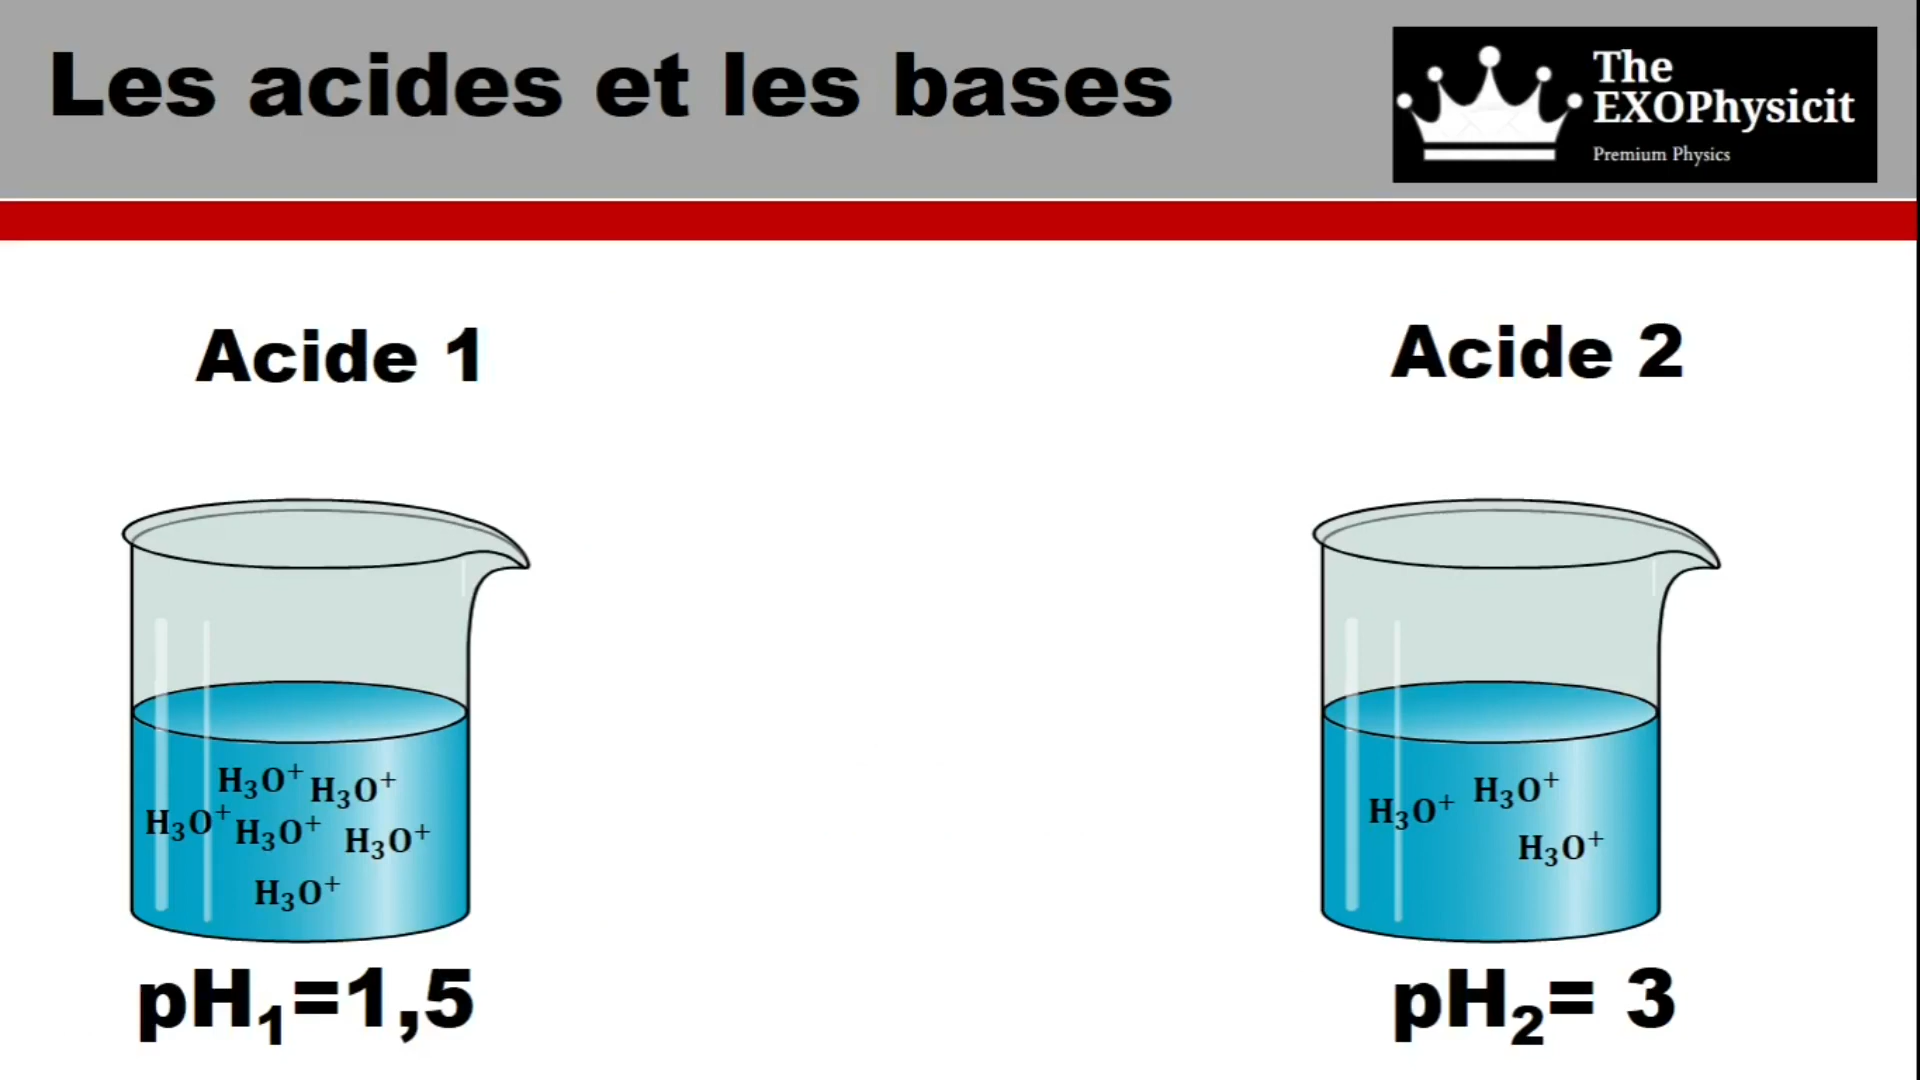 Les acides et les bases
The
EXOPhysicit
Premium Physics
Acide 1
Acide 2
H₃O⁺ H₃O⁺
H₃O⁺ H₃O⁺ H₃O⁺
H₃O⁺
H₃O⁺ H₃O⁺
H₃O⁺
pH₁=1,5
pH₂= 3